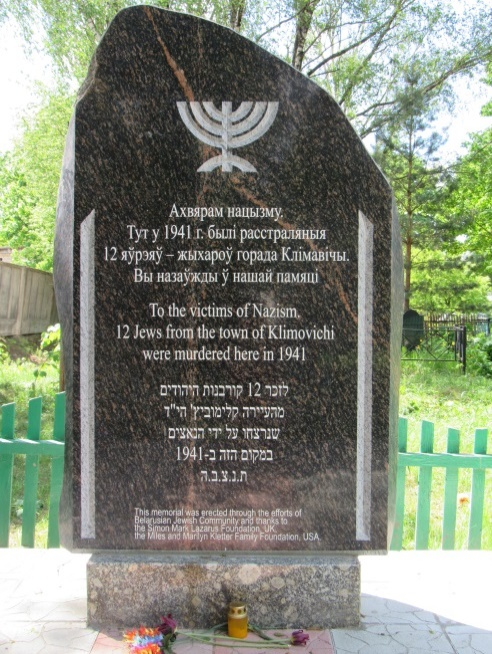 Ахвярам нацызму.
Тут у 1941 г. былі расстраляныя
12 яўрэяў – жыхароў горада Клімавічы.
Вы назаўжды ў нашай памяці
To the victims of Nazism.
12 Jews from the town of Klimovichi
were murdered here in 1941
לזכר 12 קורבנות היהודים
מהעיירה קלימוביץ' הי"ד
שנרצחו על ידי הנאצים
במקום הזה ב-1941
ת.נ.צ.ב.ה
This memorial was erected through the efforts of
Belarusian Jewish Community and thanks to
the Simon Mark Lazarus Foundation, UK,
the Miles and Marilyn Kletter Family Foundation, USA.